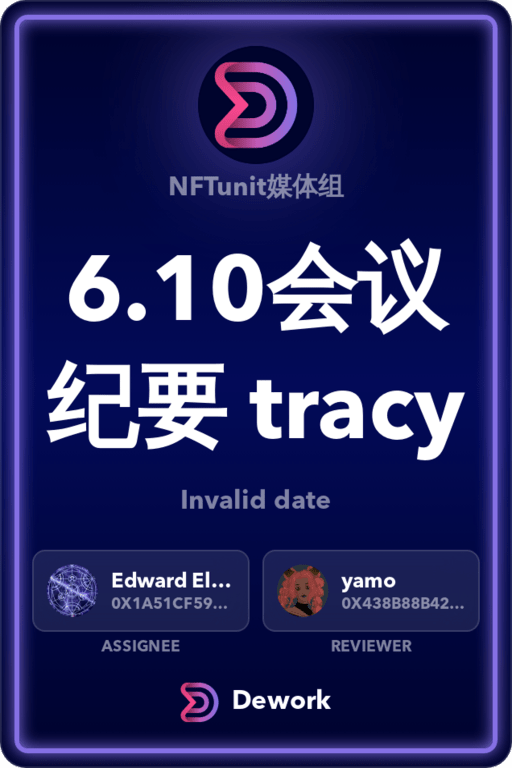 NFTunit媒体组
6.10会议
纪要 tracy
Invalid date
Edward El...
0X1A51CF59...
ASSIGNEE
yamo
0X438B88B42...
REVIEWER
Dework